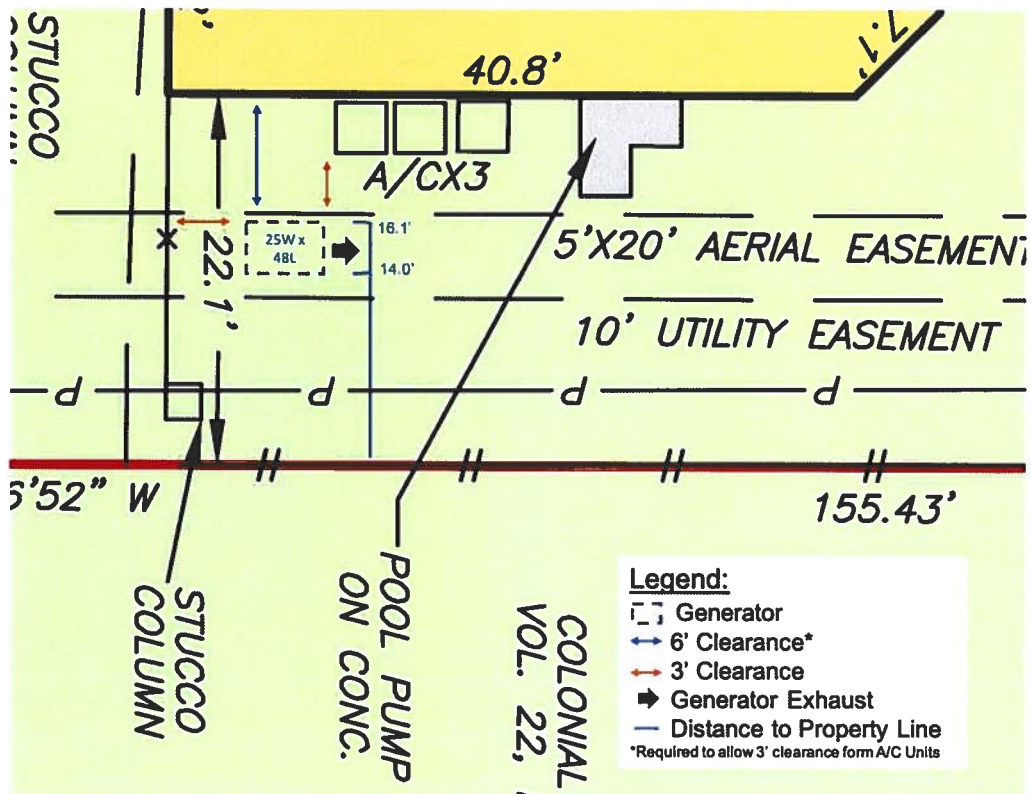 STUCCO
40.8'
7.1'
A/CX3
22.1'
25W x
48L
16.1'
14.0'
5'X20' AERIAL EASEMENT
10' UTILITY EASEMENT
P P P P
6'52" W
155.43'
STUCCO
COLUMN
POOL PUMP
ON CONC.
COLONIAL
VOL. 22,
Legend:
Generator
6' Clearance*
3' Clearance
Generator Exhaust
Distance to Property Line
*Required to allow 3' clearance form A/C Units